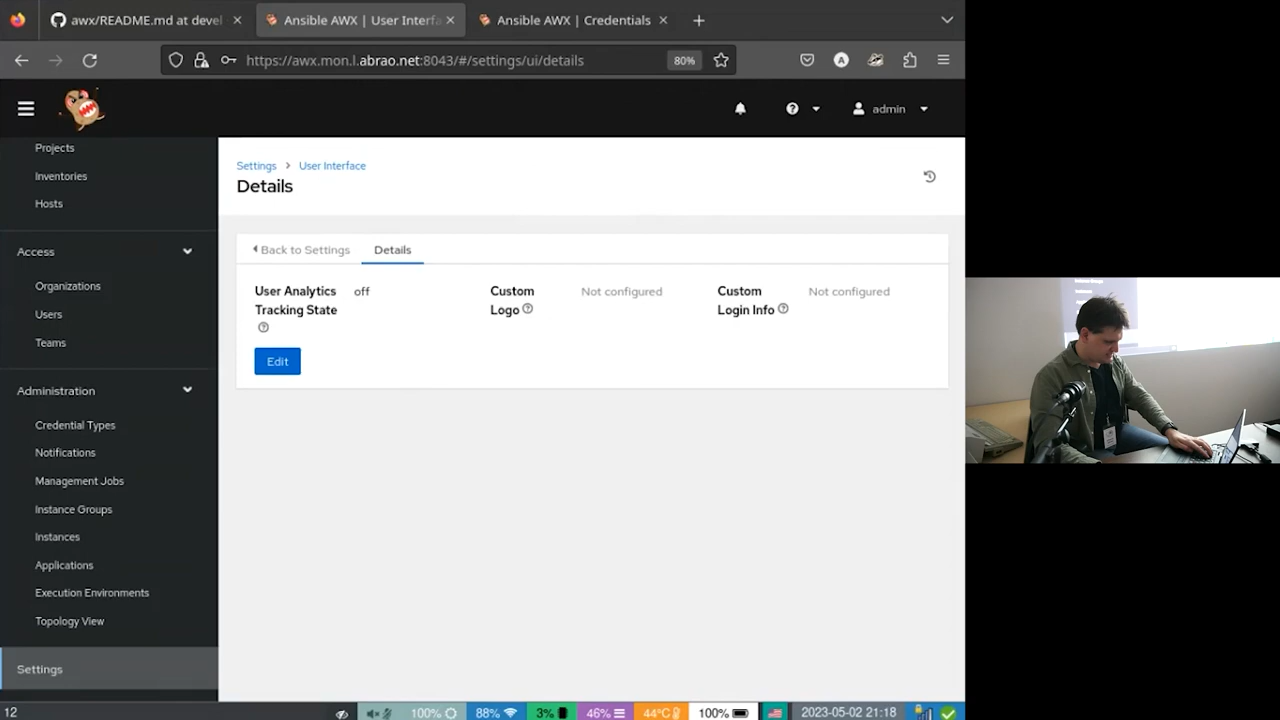 awx/README.md at devel
Ansible AWX | User Interfa
Ansible AWX | Credentials
https://awx.mon.l.abrao.net:8043/#/settings/ui/details
80%
admin
Projects
Inventories
Hosts
Access
Organizations
Users
Teams
Administration
Credential Types
Notifications
Management Jobs
Instance Groups
Instances
Applications
Execution Environments
Topology View
Settings
Settings > User Interface
Details
Back to Settings
Details
User Analytics Tracking State
off
Custom Logo
Not configured
Custom Login Info
Not configured
Edit
12
100%
88%
3%
46%
44°C
100%
2023-05-02 21:18